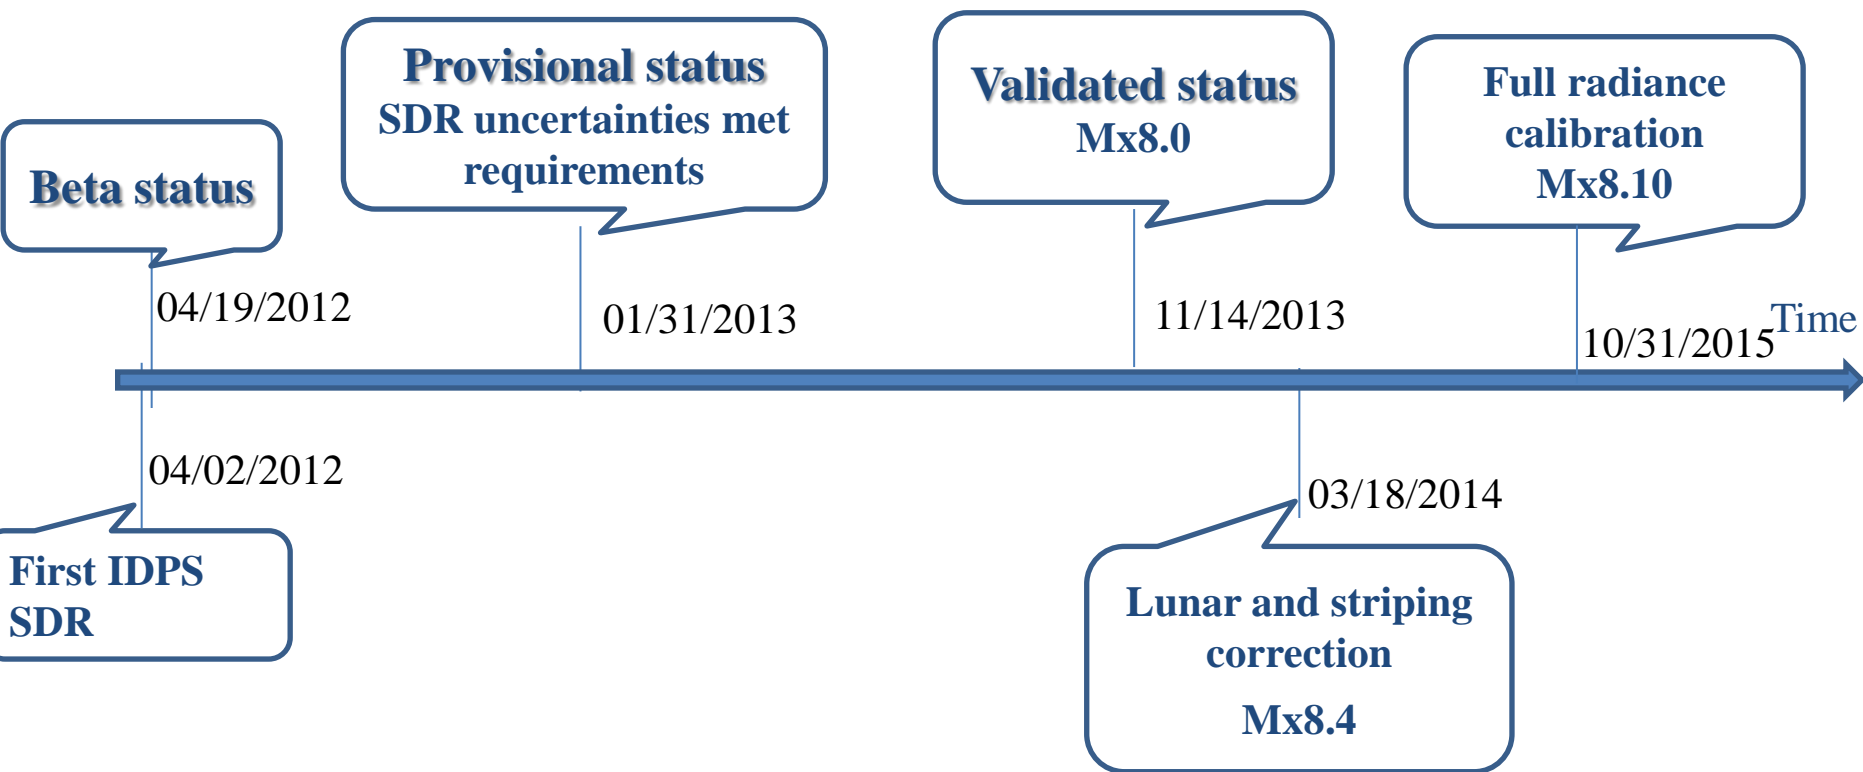 Provisional status
SDR uncertainties met
requirements
Validated status
Mx8.0
Full radiance
calibration
Mx8.10
Beta status
04/19/2012
01/31/2013
11/14/2013
10/31/2015
Time
04/02/2012
03/18/2014
First IDPS
SDR
Lunar and striping
correction
Mx8.4